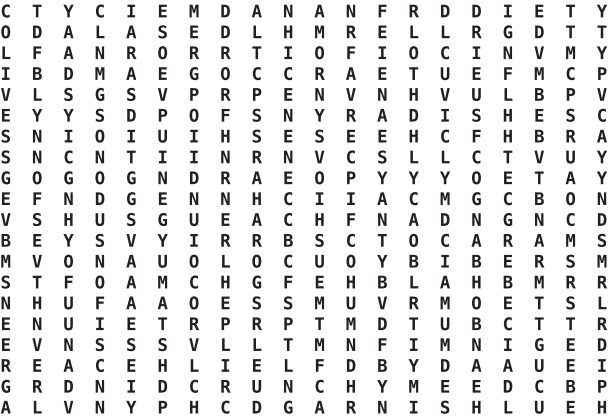 C T Y C I E M D A N A N F R D D I E T Y
O D A L A S E D L H M R E L L R G D T T
L F A N R O R R T I O F I O C I N V M Y
I B D M A E G O C C R A E T U E F M C P
V L S G S V P R P E N V N H V U L B P V
E Y Y S D P O F S N Y R A D I S H E S C
S N I O I U I H S E S E E H C F H B R A
S N C N T I I N R N V C S L L C T V U Y
G O G O G N D R A E O P Y Y Y O E T A Y
E F N D G E N N H C I I A C M G C B O N
V S H U S G U E A C H F N A D N G N C D
B E Y S V Y I R R B S C T O C A R A M S
M V O N A U O L O C U O Y B I B E R S M
S T F O A M C H G F E H B L A H B M R R
N H U F A A O E S S M U V R M O E T S L
E N U I E T R P R P T M D T U B C T T R
E V N S S S V L L T M N F I M N I G E D
R E A C E H L I E L F D B Y D A A U E I
G R D N I D C R U N C H Y M E E D C B P
A L V N Y P H C D G A R N I S H L U E H